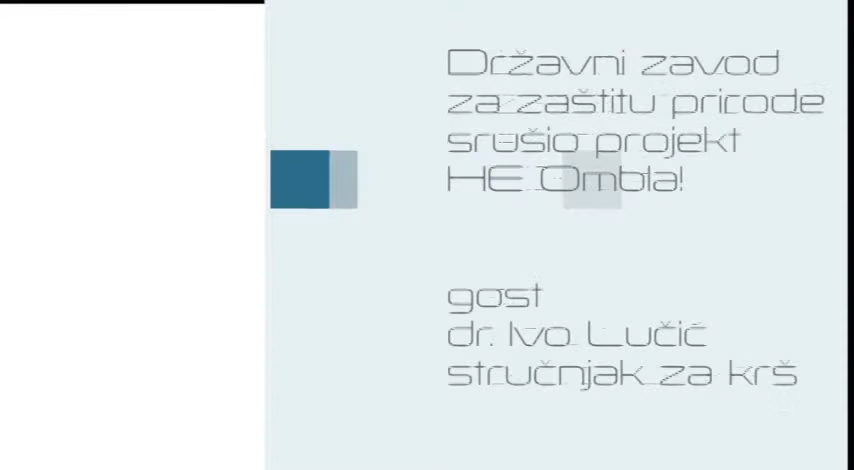 Državni zavod
za zaštitu prirode
srušio projekt
HE Ombla!
gost
dr. Ivo Lučić
stručnjak za krš